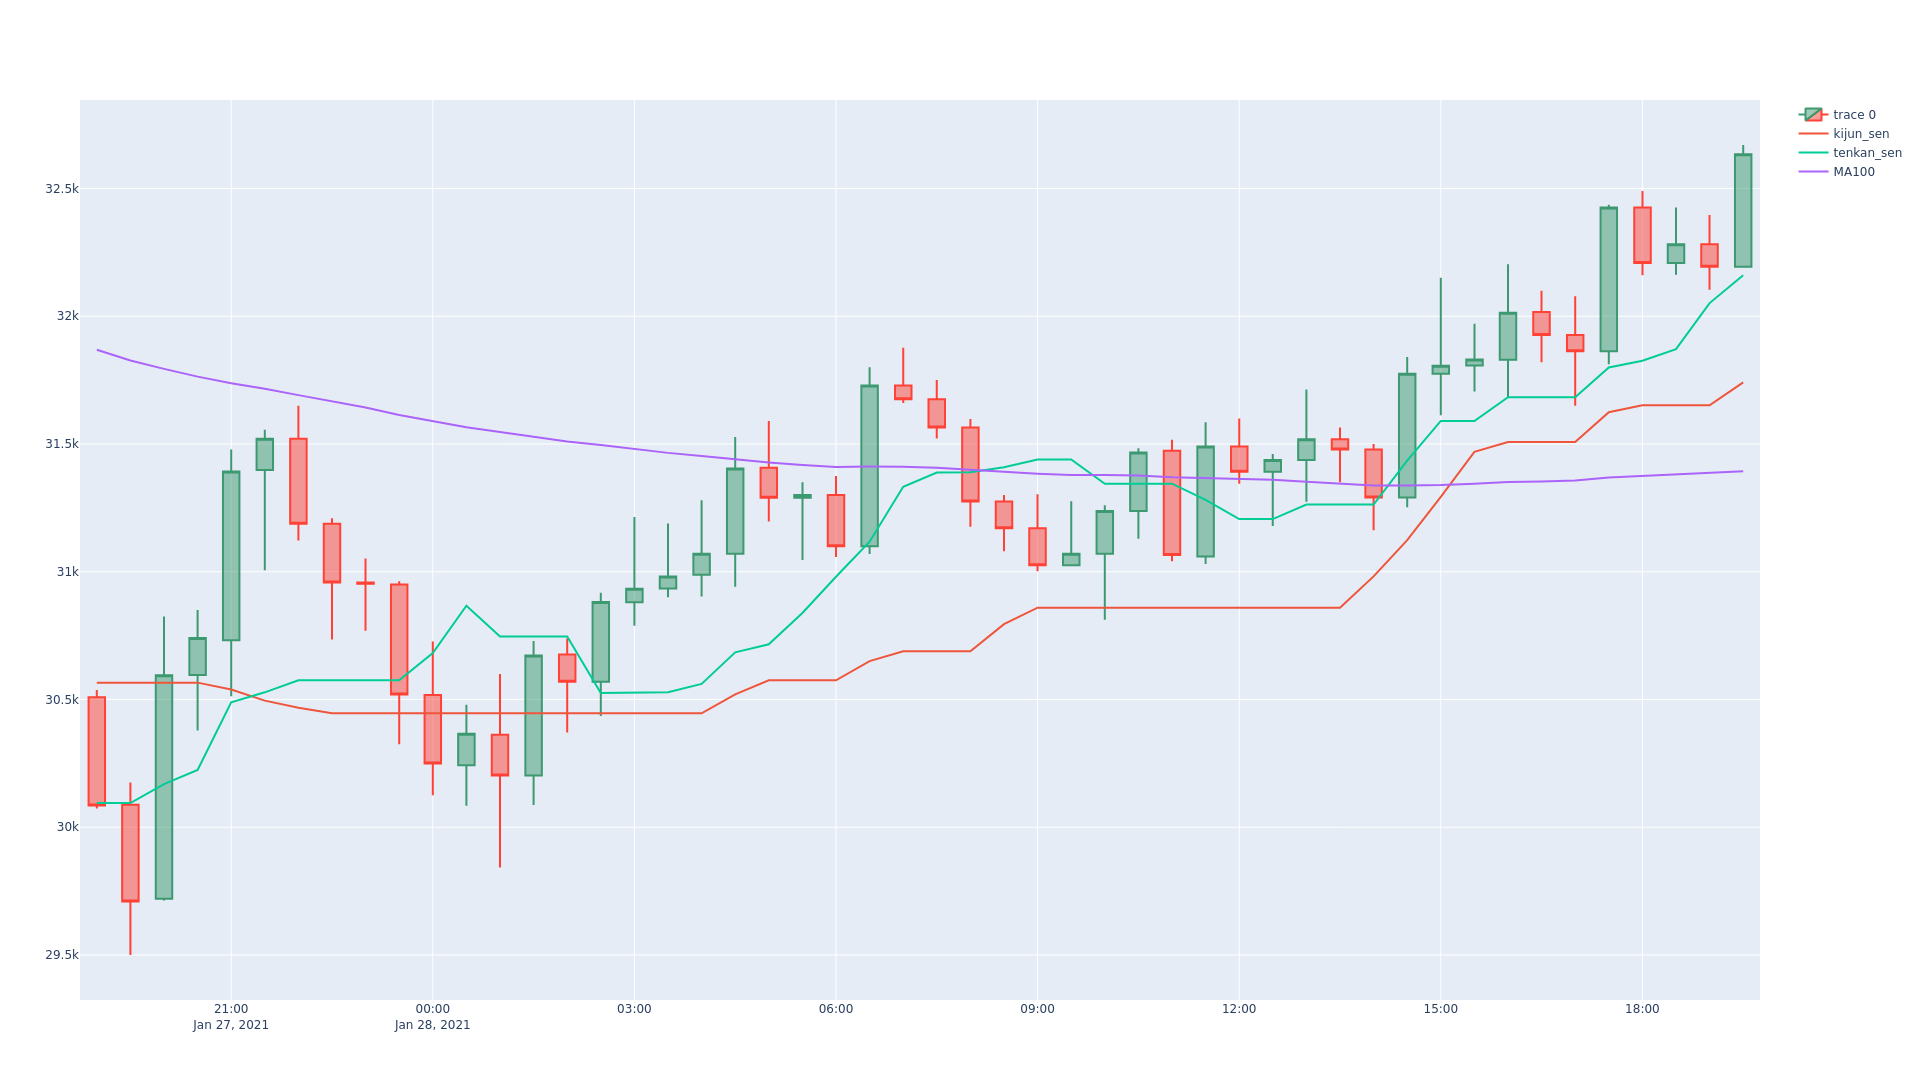 trace 0
kijun_sen
tenkan_sen
MA100
32.5k
32k
31.5k
31k
30.5k
30k
29.5k
21:00 00:00 03:00 06:00 09:00 12:00 15:00 18:00
Jan 27, 2021 Jan 28, 2021